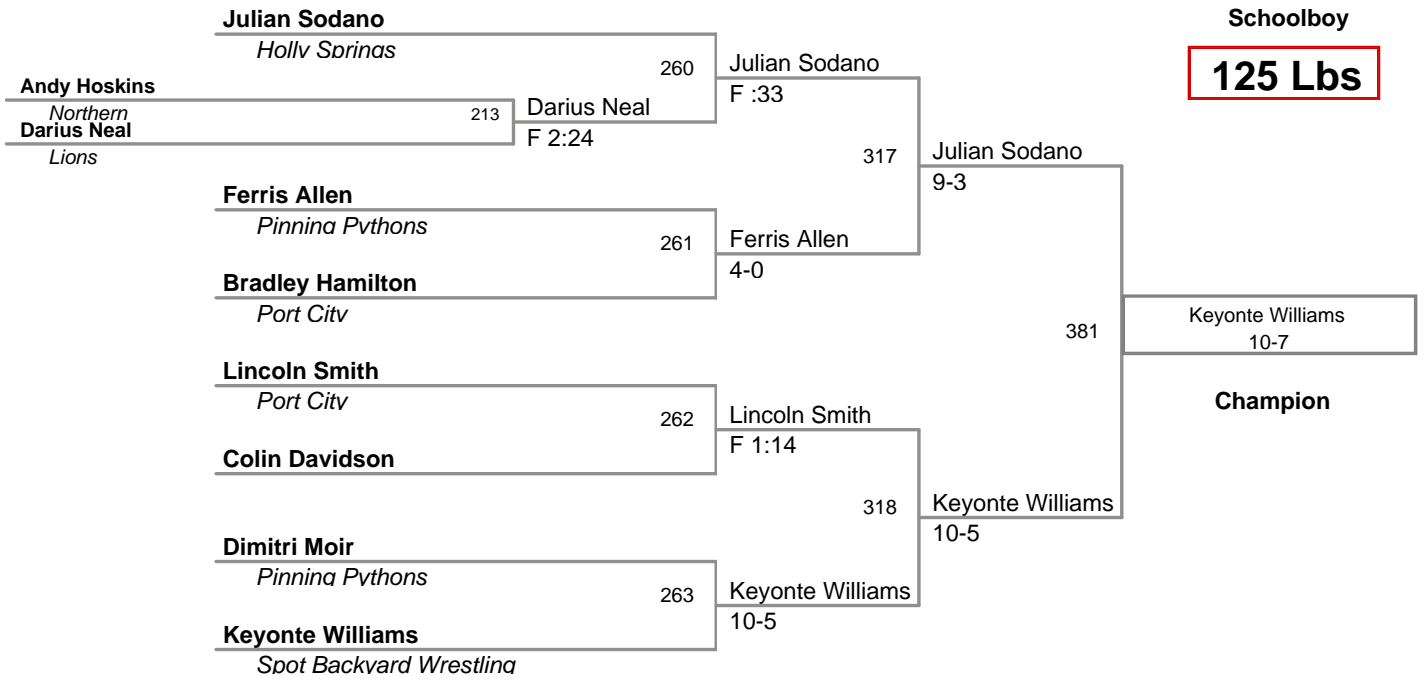 Julian Sodano
Holly Springs
Schoolboy
125 Lbs
260
Julian Sodano
F :33
Andy Hoskins
Northern
213
Darius Neal
F 2:24
Darius Neal
Lions
317
Julian Sodano
9-3
Ferris Allen
Pinning Pythons
261
Ferris Allen
4-0
Bradley Hamilton
Port City
381
Keyonte Williams
10-7
Champion
Lincoln Smith
Port City
262
Lincoln Smith
F 1:14
Colin Davidson
318
Keyonte Williams
10-5
Dimitri Moir
Pinning Pythons
263
Keyonte Williams
10-5
Keyonte Williams
Spot Backyard Wrestling